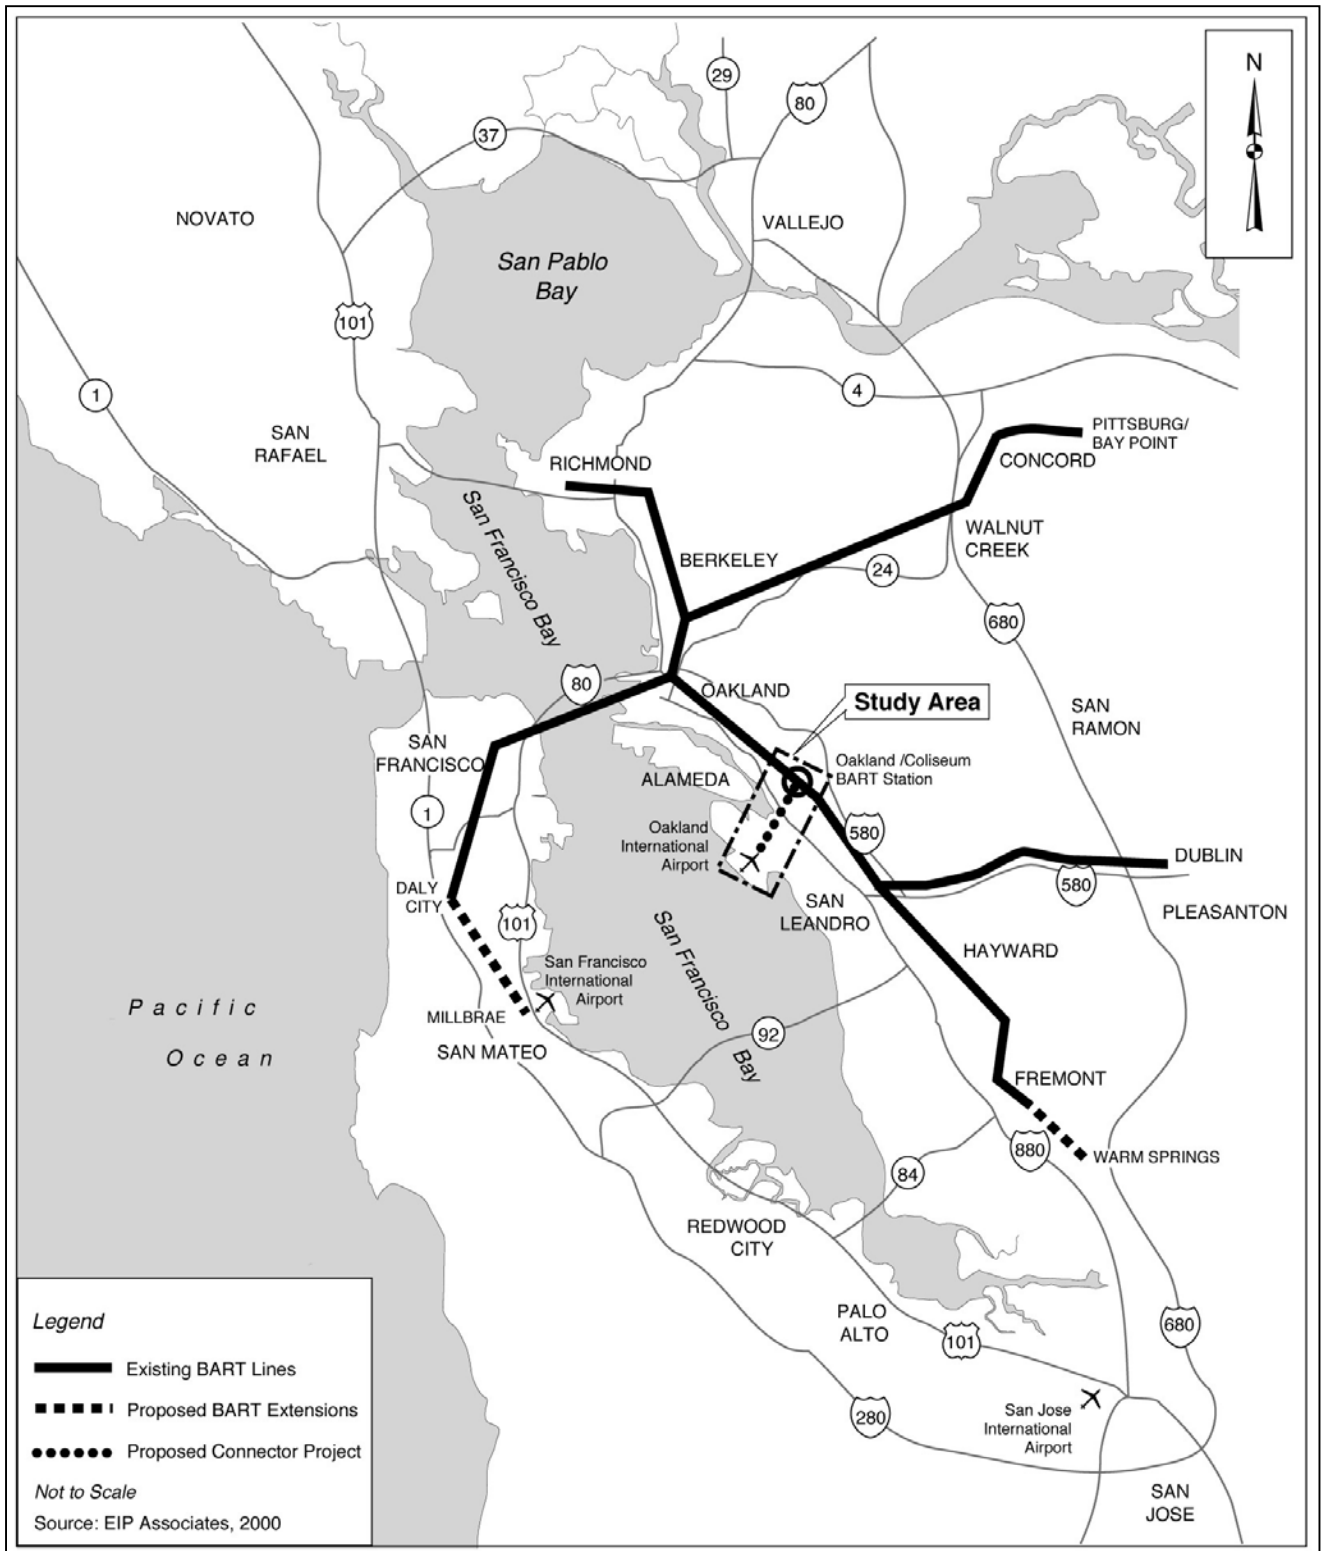 N
29
80
37
NOVATO
VALLEJO
San Pablo
Bay
101
1
4
SAN
RAFAEL
PITTSBURG/
BAY POINT
CONCORD
RICHMOND
San Francisco Bay
WALNUT
CREEK
BERKELEY
24
680
80
OAKLAND
Study Area
SAN
RAMON
SAN
FRANCISCO
Oakland /Coliseum
BART Station
ALAMEDA
1
Oakland
International
Airport
580
DUBLIN
580
DALY
CITY
SAN
LEANDRO
PLEASANTON
101
San Francisco
Bay
HAYWARD
San Francisco
International
Airport
Pacific
Ocean
MILLBRAE
92
SAN MATEO
FREMONT
880
WARM SPRINGS
84
REDWOOD
CITY
PALO
ALTO
101
680
San Jose
International
Airport
280
SAN
JOSE
Legend
Existing BART Lines
Proposed BART Extensions
Proposed Connector Project
Not to Scale
Source: EIP Associates, 2000